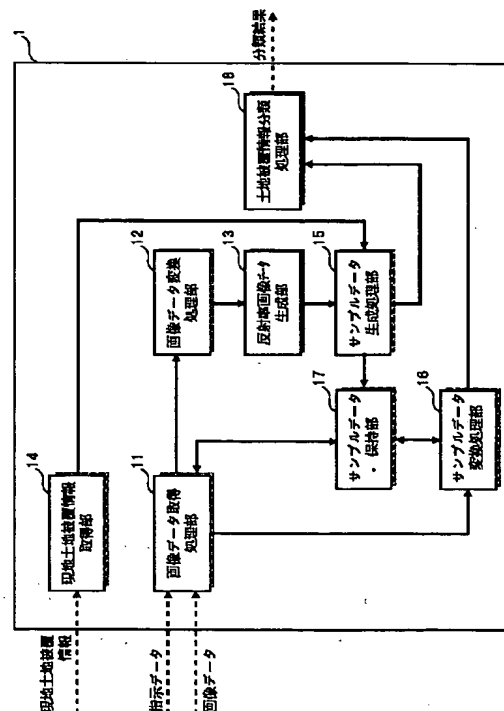 1
現地土地被覆
情報
指示データ
画像データ
14
現地土地被覆情報
取得部
11
画像データ取得
処理部
12
画像データ変換
処理部
13
反射率画像データ
生成部
15
サンプルデータ
生成処理部
17
サンプルデータ
保持部
16
サンプルデータ
変換処理部
18
土地被覆情報分類
処理部
分類結果